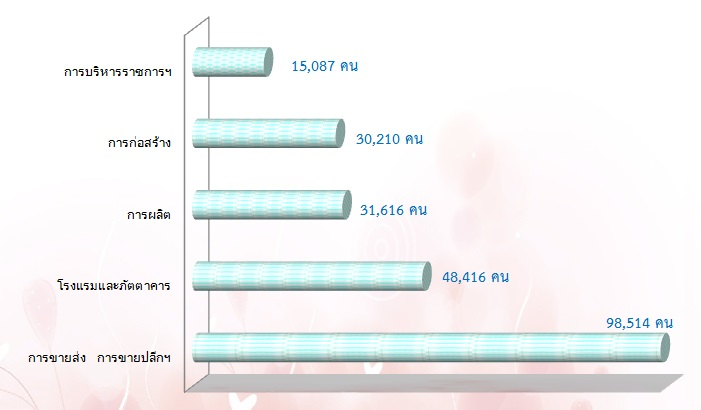 การบริหารราชการฯ 15,087 คน
การก่อสร้าง 30,210 คน
การผลิต 31,616 คน
โรงแรมและภัตตาคาร 48,416 คน
การขายส่ง การขายปลีกฯ 98,514 คน